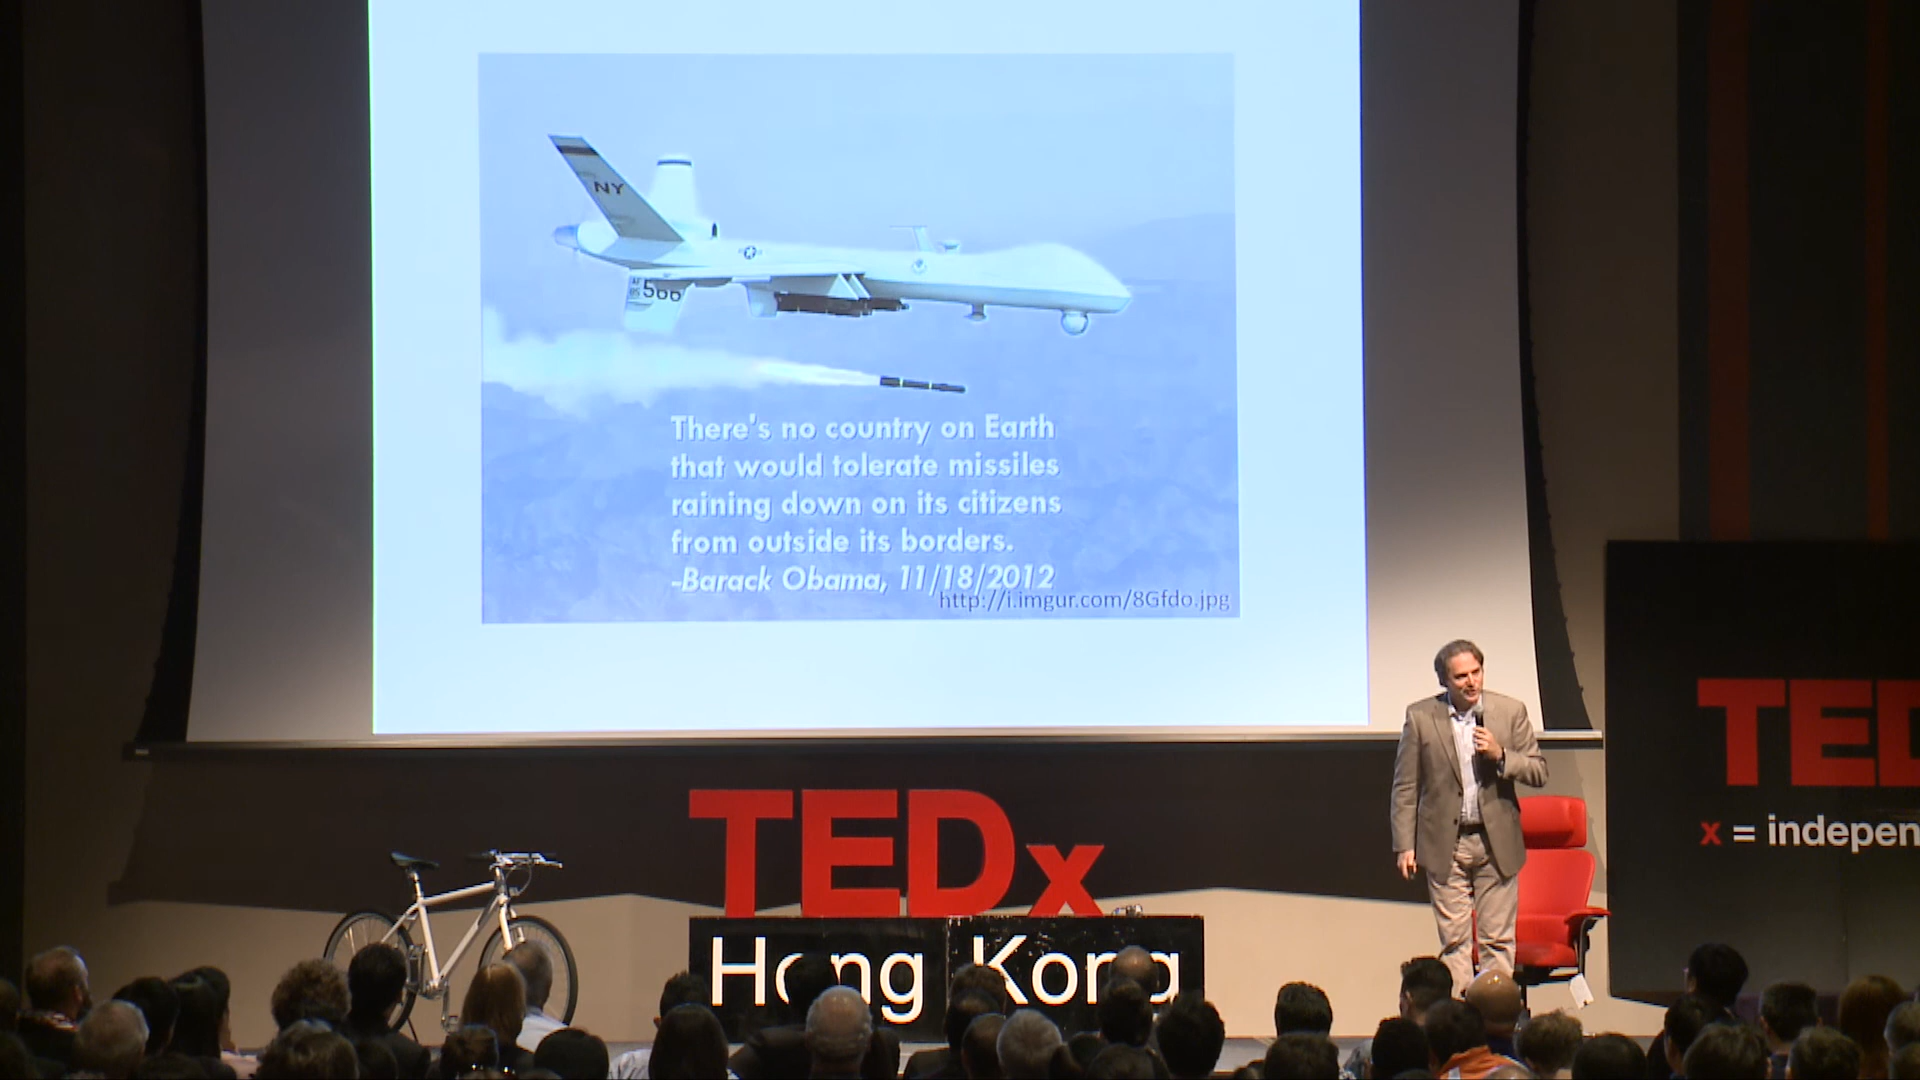 NY
566
There's no country on Earth
that would tolerate missiles
raining down on its citizens
from outside its borders.
-Barack Obama, 11/18/2012
http://i.imgur.com/8Gfdo.jpg
TEDx
Hong Kong
TED
x = indepen